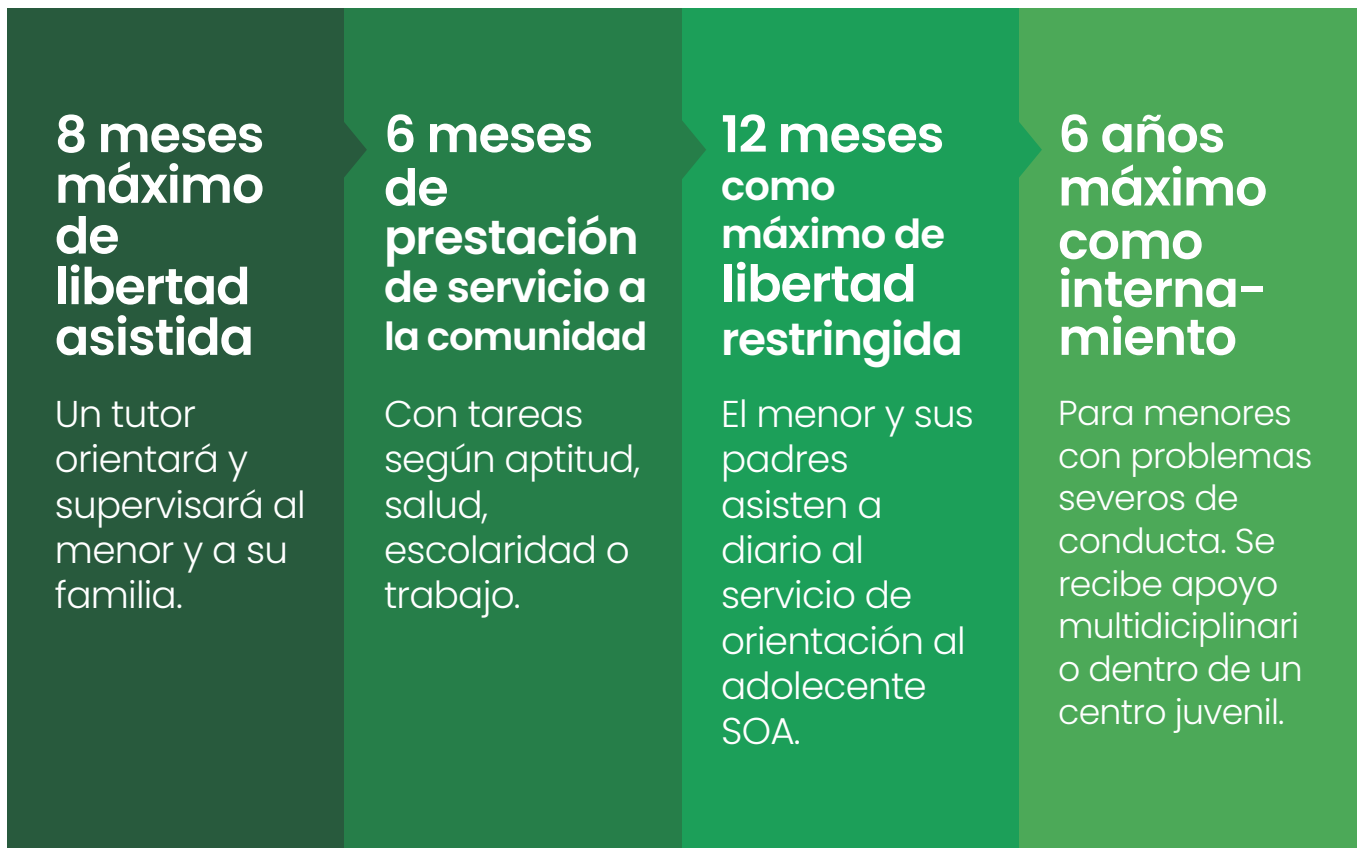 8 meses
máximo
de
libertad
asistida
Un tutor
orientará y
supervisará al
menor y a su
familia.
6 meses
de
prestación
de servicio a
la comunidad
Con tareas
según aptitud,
salud,
escolaridad o
trabajo.
12 meses
como
máximo de
libertad
restringida
El menor y sus
padres
asisten a
diario al
servicio de
orientación al
adolecente
SOA.
6 años
máximo
como
interna-
miento
Para menores
con problemas
severos de
conducta. Se
recibe apoyo
multidiciplinari
o dentro de un
centro juvenil.